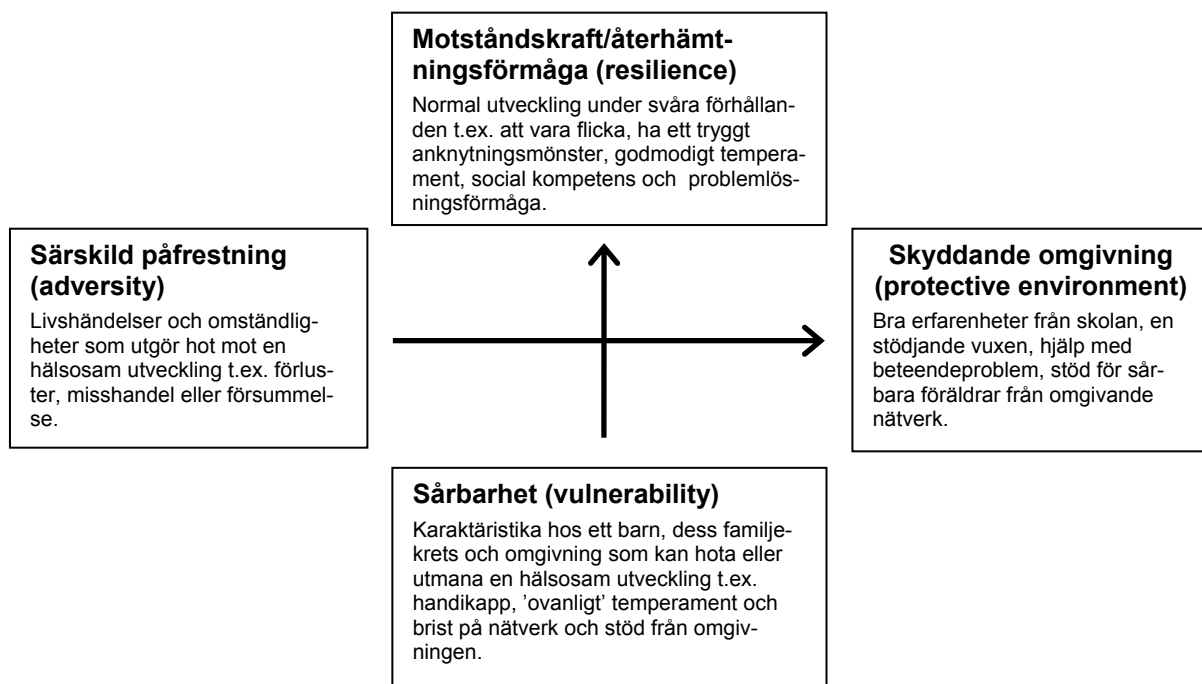 Motståndskraft/återhämt-
ningsförmåga (resilience)
Normal utveckling under svåra förhållan-
den t.ex. att vara flicka, ha ett tryggt
anknytningsmönster, godmodigt tempera-
ment, social kompetens och  problemlös-
ningsförmåga.
Särskild påfrestning
(adversity)
Livshändelser och omständlig-
heter som utgör hot mot en
hälsosam utveckling t.ex. förlus-
ter, misshandel eller försummel-
se.
Skyddande omgivning
(protective environment)
Bra erfarenheter från skolan, en
stödjande vuxen, hjälp med
beteendeproblem, stöd för sår-
bara föräldrar från omgivande
nätverk.
Sårbarhet (vulnerability)
Karaktäristika hos ett barn, dess familje-
krets och omgivning som kan hota eller
utmana en hälsosam utveckling t.ex.
handikapp, ’ovanligt’ temperament och
brist på nätverk och stöd från omgiv-
ningen.